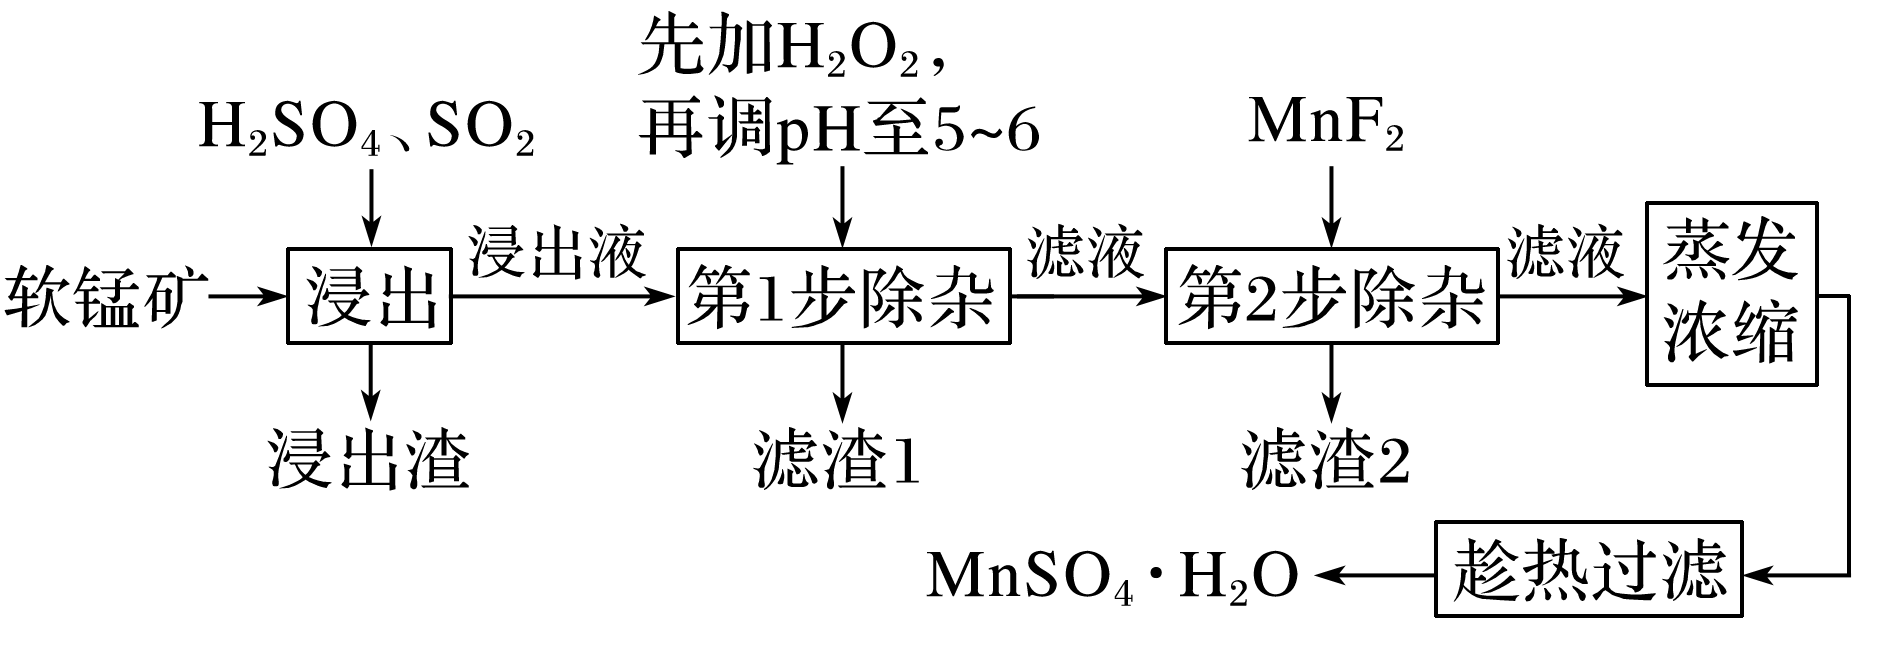 先加H₂O₂，
再调pH至5~6
H₂SO₄、SO₂
MnF₂
软锰矿
浸出
浸出液
第1步除杂
滤液
第2步除杂
滤液
蒸发
浓缩
浸出渣
滤渣1
滤渣2
趁热过滤
MnSO₄·H₂O